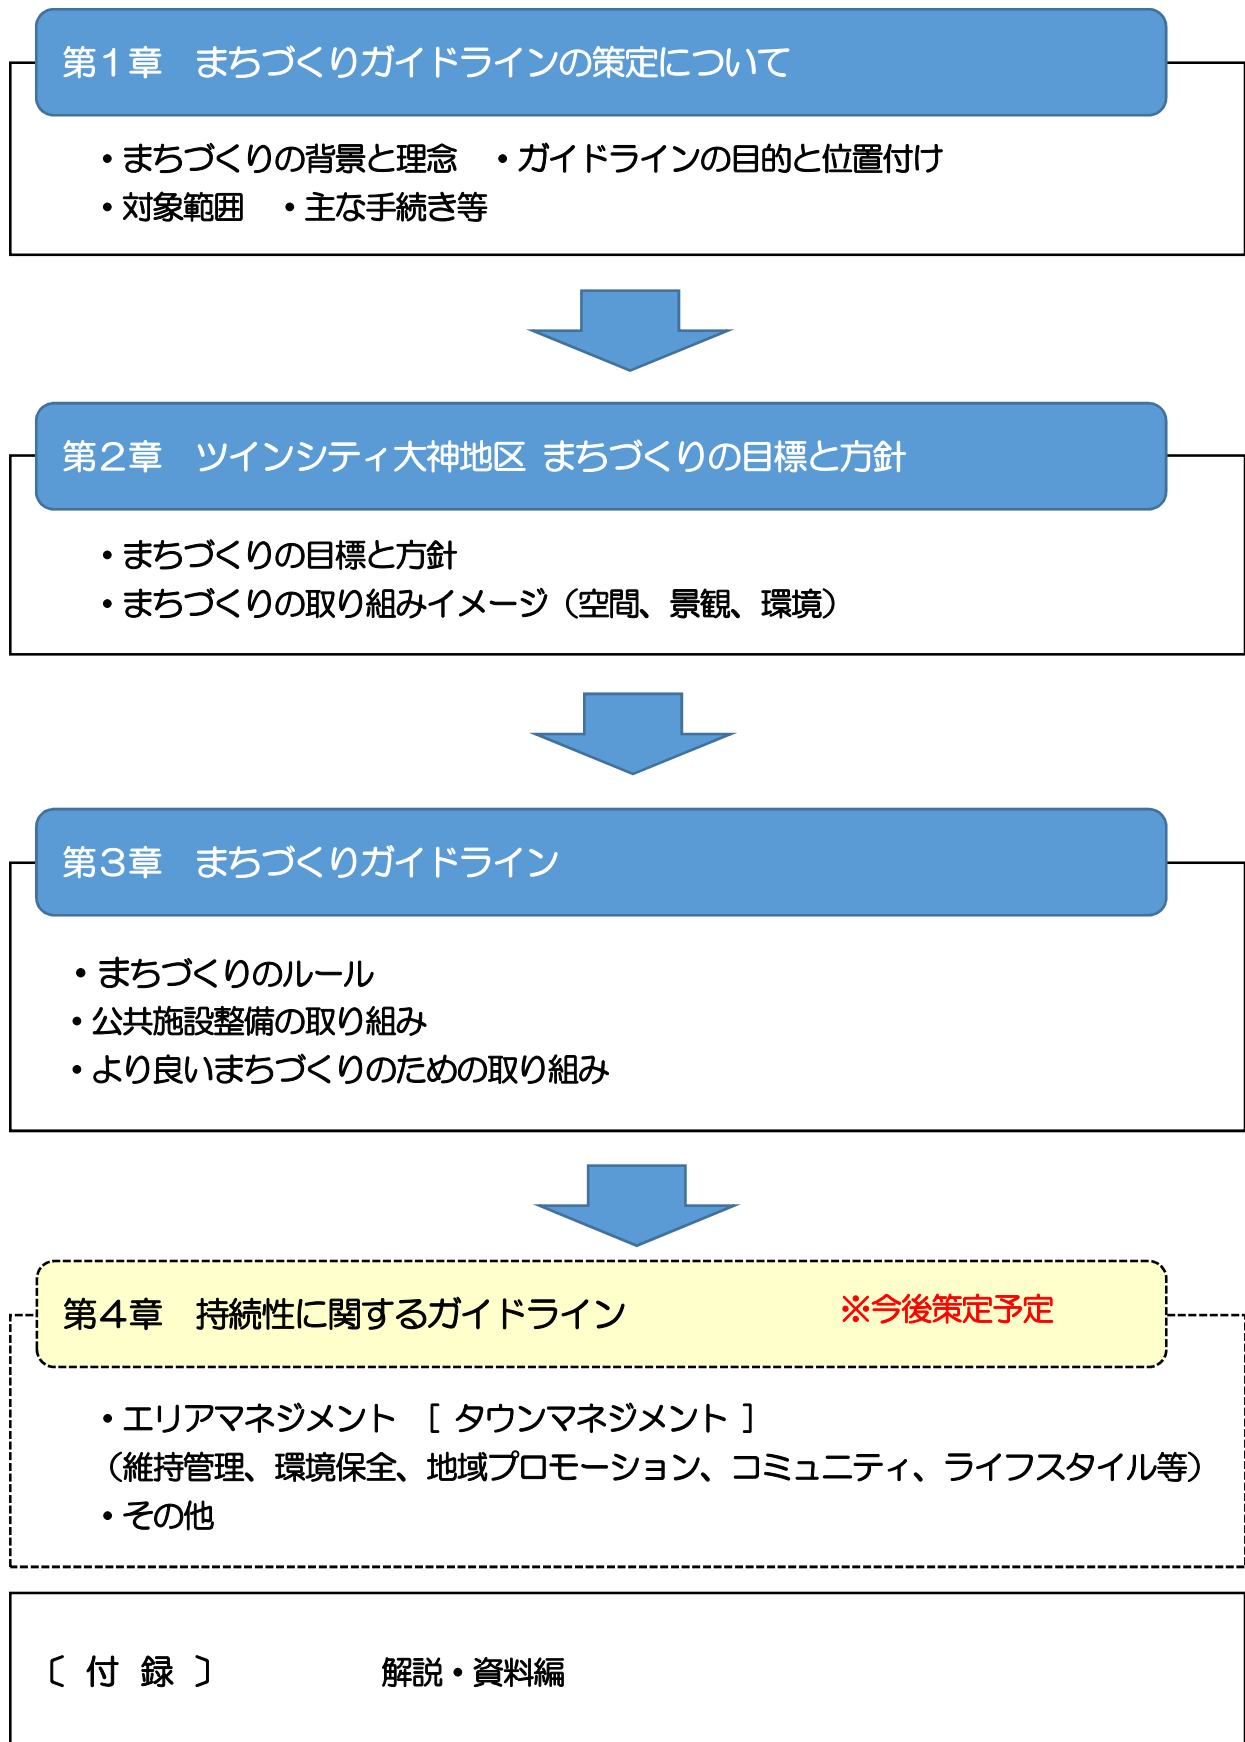 第１章　まちづくりガイドラインの策定について
・まちづくりの背景と理念　・ガイドラインの目的と位置付け
・対象範囲　・主な手続き等
第２章　ツインシティ大神地区 まちづくりの目標と方針
・まちづくりの目標と方針
・まちづくりの取り組みイメージ（空間、景観、環境）
第３章　まちづくりガイドライン
・まちづくりのルール
・公共施設整備の取り組み
・より良いまちづくりのための取り組み
第４章　持続性に関するガイドライン　※今後策定予定
・エリアマネジメント　［ タウンマネジメント ］
（維持管理、環境保全、地域プロモーション、コミュニティ、ライフスタイル等）
・その他
〔 付 録 〕　解説・資料編